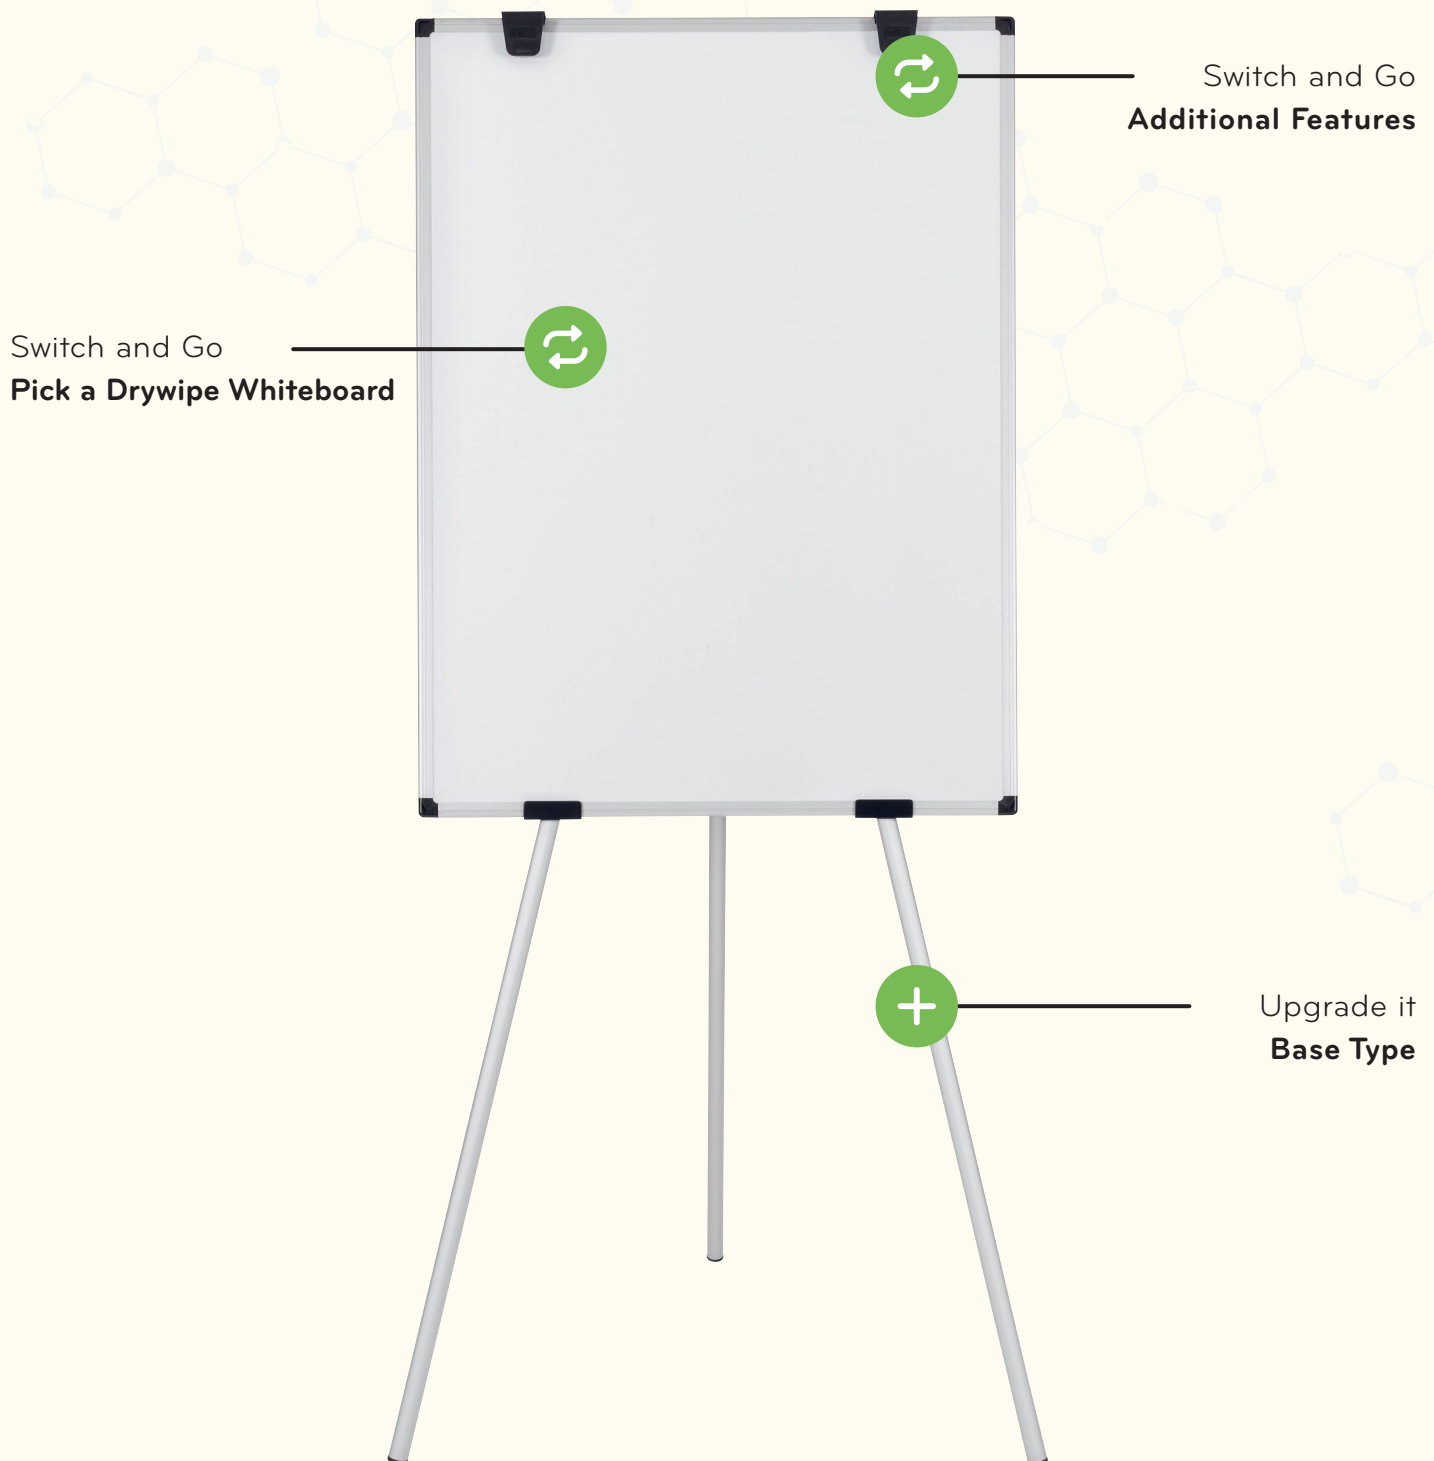 Switch and Go
Additional Features
Switch and Go
Pick a Drywipe Whiteboard
Upgrade it
Base Type